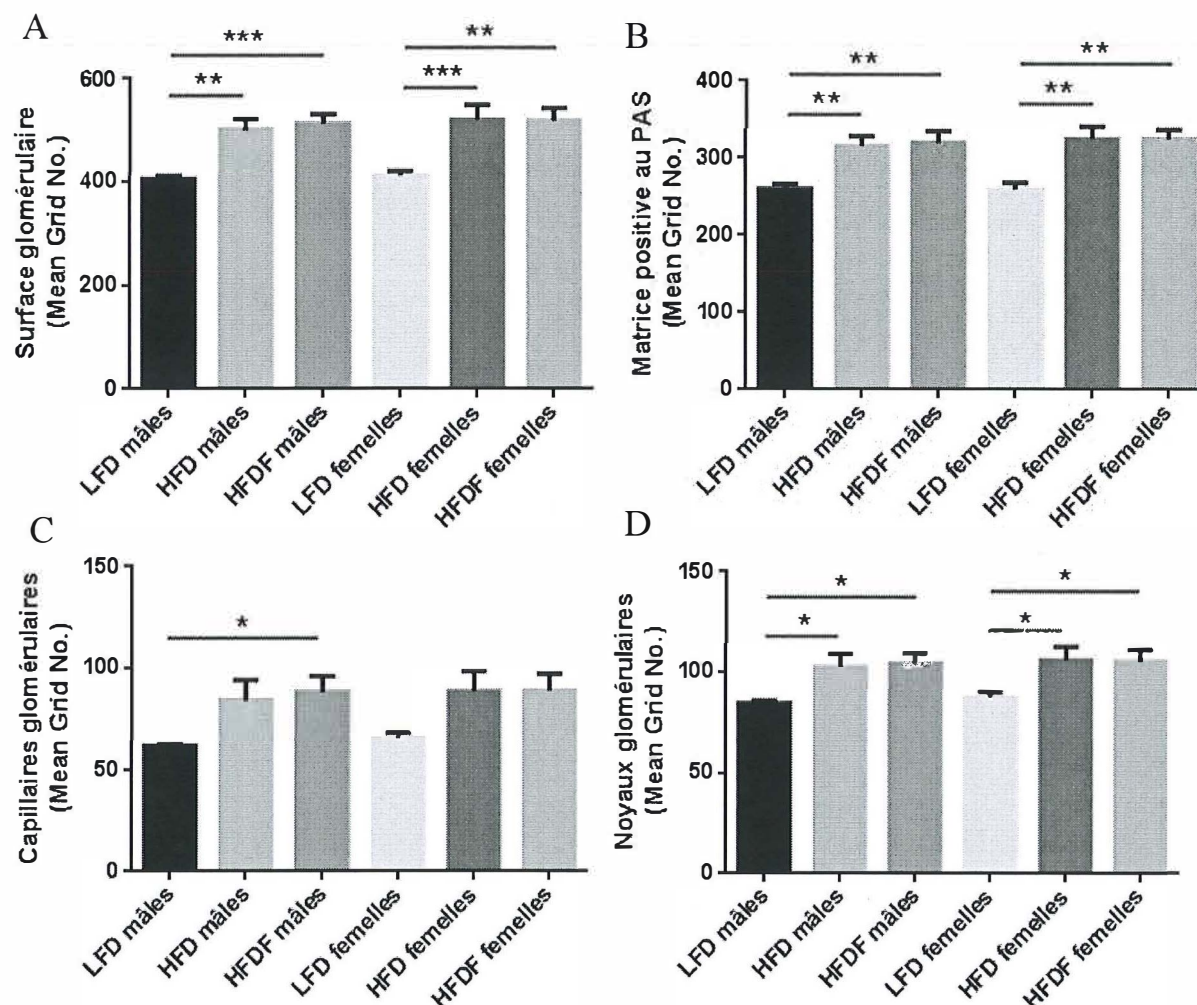 A
Surface glomérulaire
(Mean Grid No.)
600
400
200
0
***
**
**
***
LFD mâles
HFD mâles
HFDF mâles
LFD femelles
HFD femelles
HFDF femelles
B
Matrice positive au PAS
(Mean Grid No.)
400
300
200
100
0
**
**
**
**
LFD mâles
HFD mâles
HFDF mâles
LFD femelles
HFD femelles
HFDF femelles
C
Capillaires glomérulaires
(Mean Grid No.)
150
100
50
0
*
LFD mâles
HFD mâles
HFDF mâles
LFD femelles
HFD femelles
HFDF femelles
D
Noyaux glomérulaires
(Mean Grid No.)
150
100
50
0
*
*
*
*
LFD mâles
HFD mâles
HFDF mâles
LFD femelles
HFD femelles
HFDF femelles